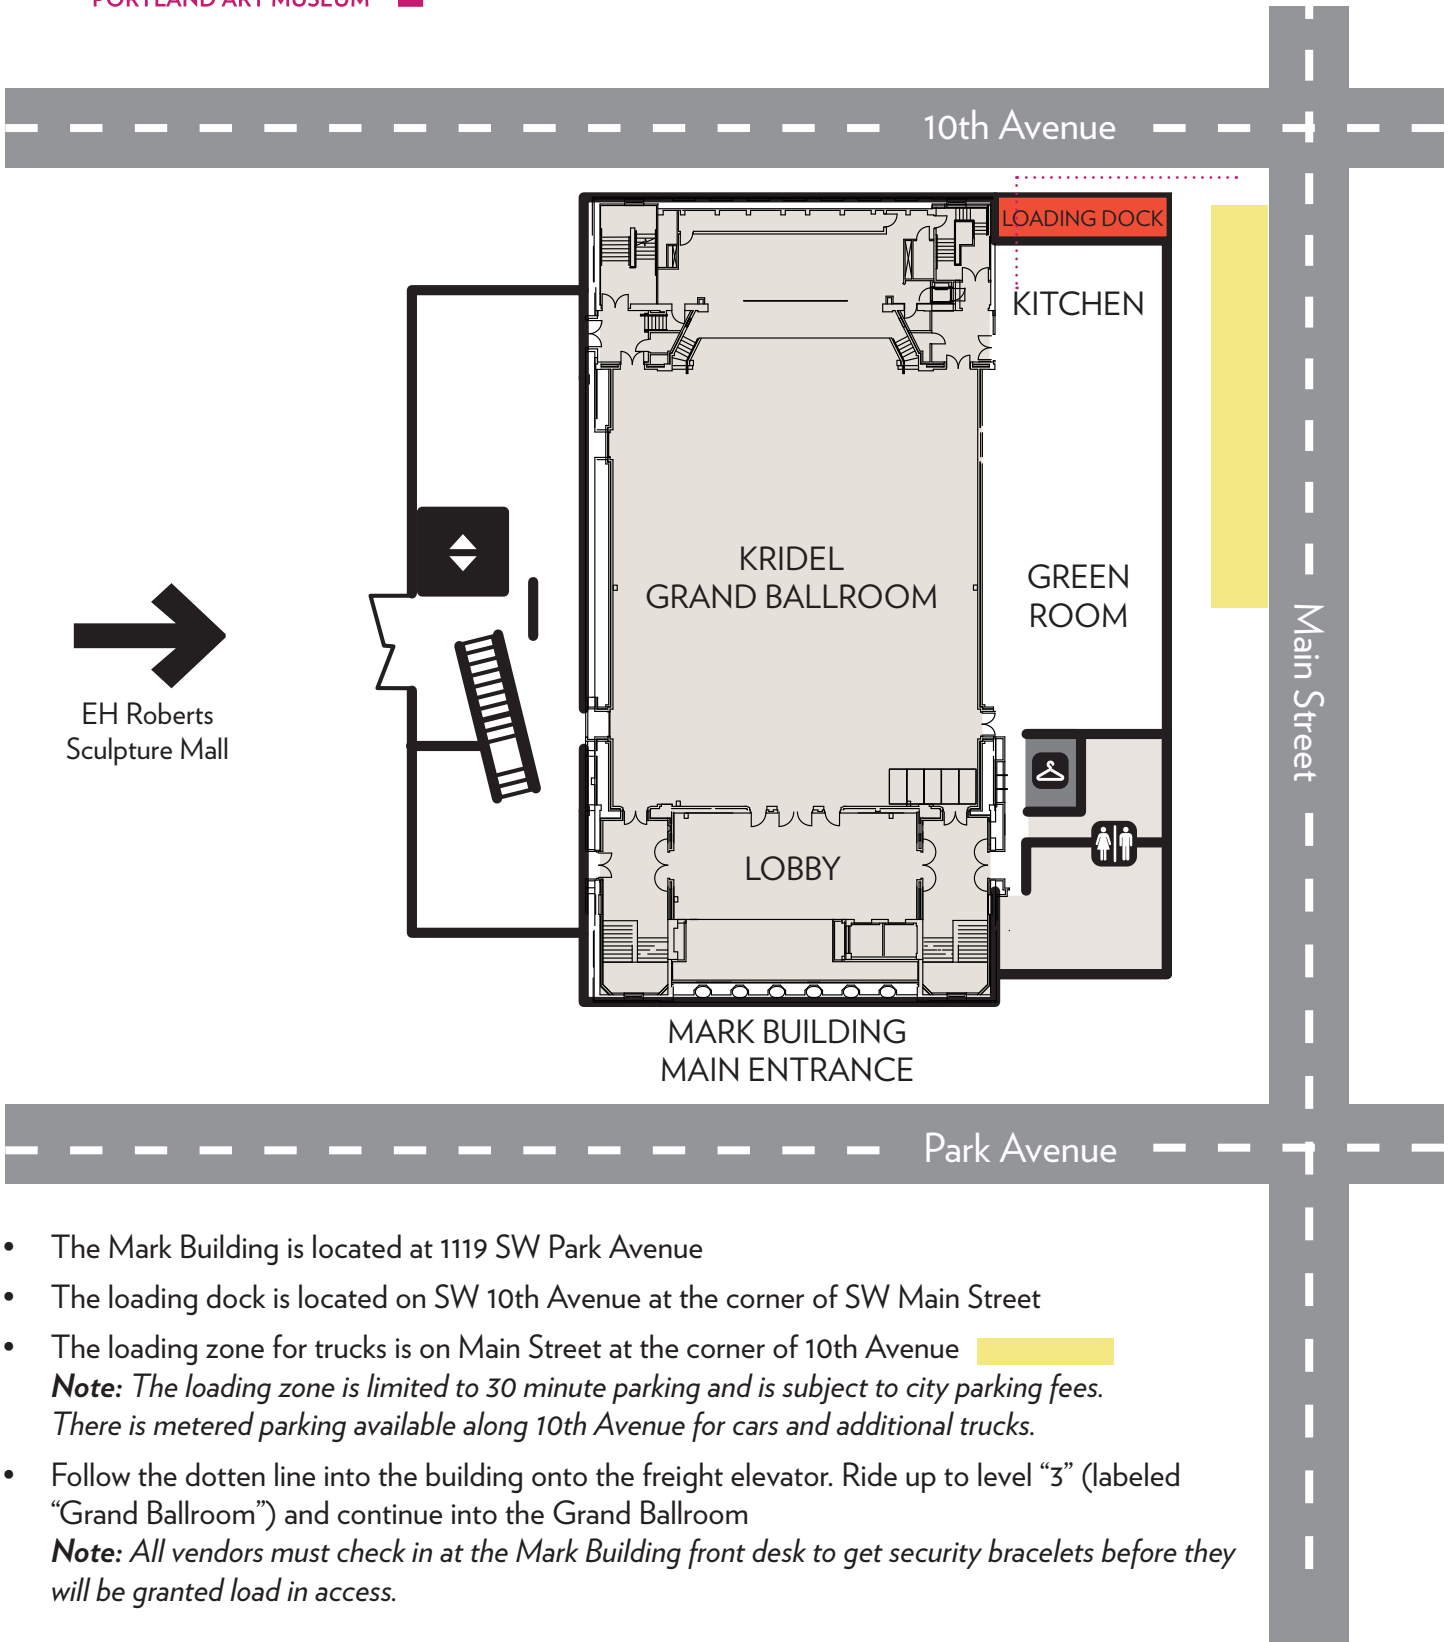 PORTLAND ART MUSEUM
10th Avenue
LOADING DOCK
KITCHEN
KRIDEL
GRAND BALLROOM
GREEN
ROOM
Main Street
EH Roberts
Sculpture Mall
LOBBY
MARK BUILDING
MAIN ENTRANCE
Park Avenue
• The Mark Building is located at 1119 SW Park Avenue
• The loading dock is located on SW 10th Avenue at the corner of SW Main Street
• The loading zone for trucks is on Main Street at the corner of 10th Avenue
Note: The loading zone is limited to 30 minute parking and is subject to city parking fees.
There is metered parking available along 10th Avenue for cars and additional trucks.
• Follow the dotten line into the building onto the freight elevator. Ride up to level “3” (labeled
“Grand Ballroom”) and continue into the Grand Ballroom
Note: All vendors must check in at the Mark Building front desk to get security bracelets before they
will be granted load in access.